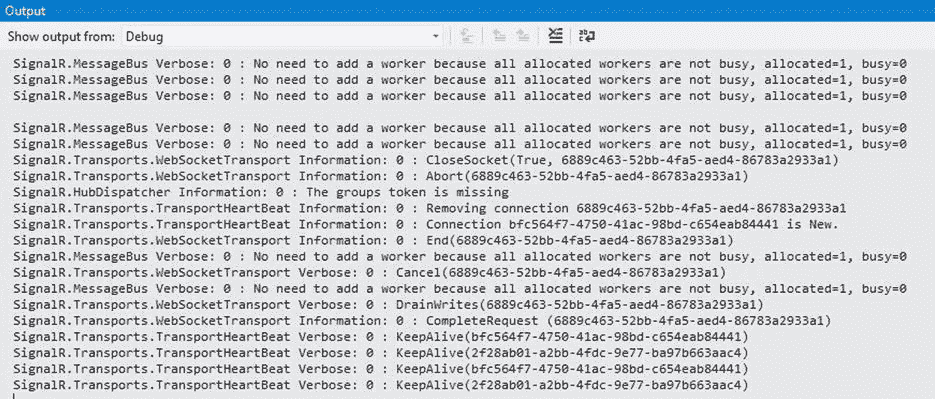 Output
Show output from: Debug
SignalR.MessageBus Verbose: 0 : No need to add a worker because all allocated workers are not busy, allocated=1, busy=0
SignalR.MessageBus Verbose: 0 : No need to add a worker because all allocated workers are not busy, allocated=1, busy=0
SignalR.MessageBus Verbose: 0 : No need to add a worker because all allocated workers are not busy, allocated=1, busy=0
SignalR.MessageBus Verbose: 0 : No need to add a worker because all allocated workers are not busy, allocated=1, busy=0
SignalR.MessageBus Verbose: 0 : No need to add a worker because all allocated workers are not busy, allocated=1, busy=0
SignalR.Transports.WebSocketTransport Information: 0 : CloseSocket(True, 6889c463-52bb-4fa5-aed4-86783a2933a1)
SignalR.Transports.WebSocketTransport Information: 0 : Abort(6889c463-52bb-4fa5-aed4-86783a2933a1)
SignalR.HubDispatcher Information: 0 : The groups token is missing
SignalR.Transports.TransportHeartBeat Information: 0 : Removing connection 6889c463-52bb-4fa5-aed4-86783a2933a1
SignalR.Transports.TransportHeartBeat Information: 0 : Connection bfc564f7-4750-41ac-98bd-c654eab84441 is New.
SignalR.Transports.WebSocketTransport Information: 0 : End(6889c463-52bb-4fa5-aed4-86783a2933a1)
SignalR.MessageBus Verbose: 0 : No need to add a worker because all allocated workers are not busy, allocated=1, busy=0
SignalR.Transports.WebSocketTransport Verbose: 0 : Cancel(6889c463-52bb-4fa5-aed4-86783a2933a1)
SignalR.MessageBus Verbose: 0 : No need to add a worker because all allocated workers are not busy, allocated=1, busy=0
SignalR.Transports.WebSocketTransport Verbose: 0 : DrainWrites(6889c463-52bb-4fa5-aed4-86783a2933a1)
SignalR.Transports.WebSocketTransport Information: 0 : CompleteRequest (6889c463-52bb-4fa5-aed4-86783a2933a1)
SignalR.Transports.TransportHeartBeat Verbose: 0 : KeepAlive(bfc564f7-4750-41ac-98bd-c654eab84441)
SignalR.Transports.TransportHeartBeat Verbose: 0 : KeepAlive(2f28ab01-a2bb-4fdc-9e77-ba97b663aac4)
SignalR.Transports.TransportHeartBeat Verbose: 0 : KeepAlive(bfc564f7-4750-41ac-98bd-c654eab84441)
SignalR.Transports.TransportHeartBeat Verbose: 0 : KeepAlive(2f28ab01-a2bb-4fdc-9e77-ba97b663aac4)